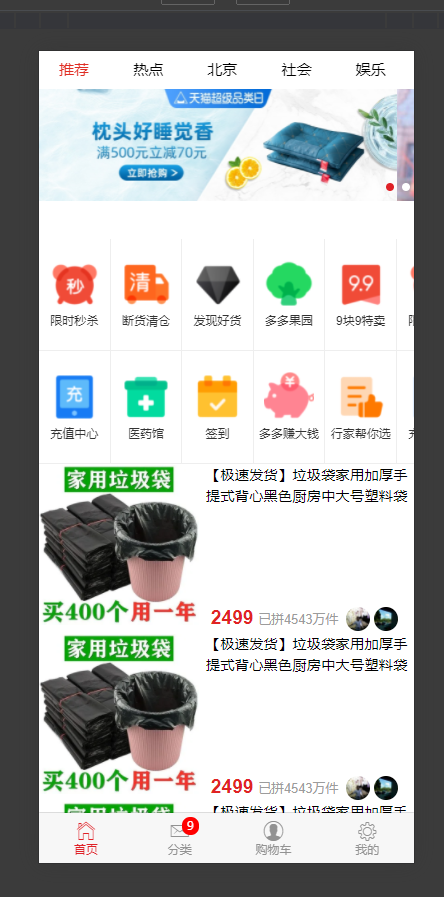 推荐 热点 北京 社会 娱乐
天猫超级品类日
枕头好睡觉香
满500元立减70元
立即抢购 >
秒 清 9.9
限时秒杀 断货清仓 发现好货 多多果园 9块9特卖
充 ¥
充值中心 医药馆 签到 多多赚大钱 行家帮你选
家用垃圾袋
买400个用一年
【极速发货】垃圾袋家用加厚手
提式背心黑色厨房中大号塑料袋
2499 已拼4543万件
家用垃圾袋
买400个用一年
【极速发货】垃圾袋家用加厚手
提式背心黑色厨房中大号塑料袋
2499 已拼4543万件
家用垃圾袋
【极速发货】垃圾袋家用加厚手
9
首页 分类 购物车 我的